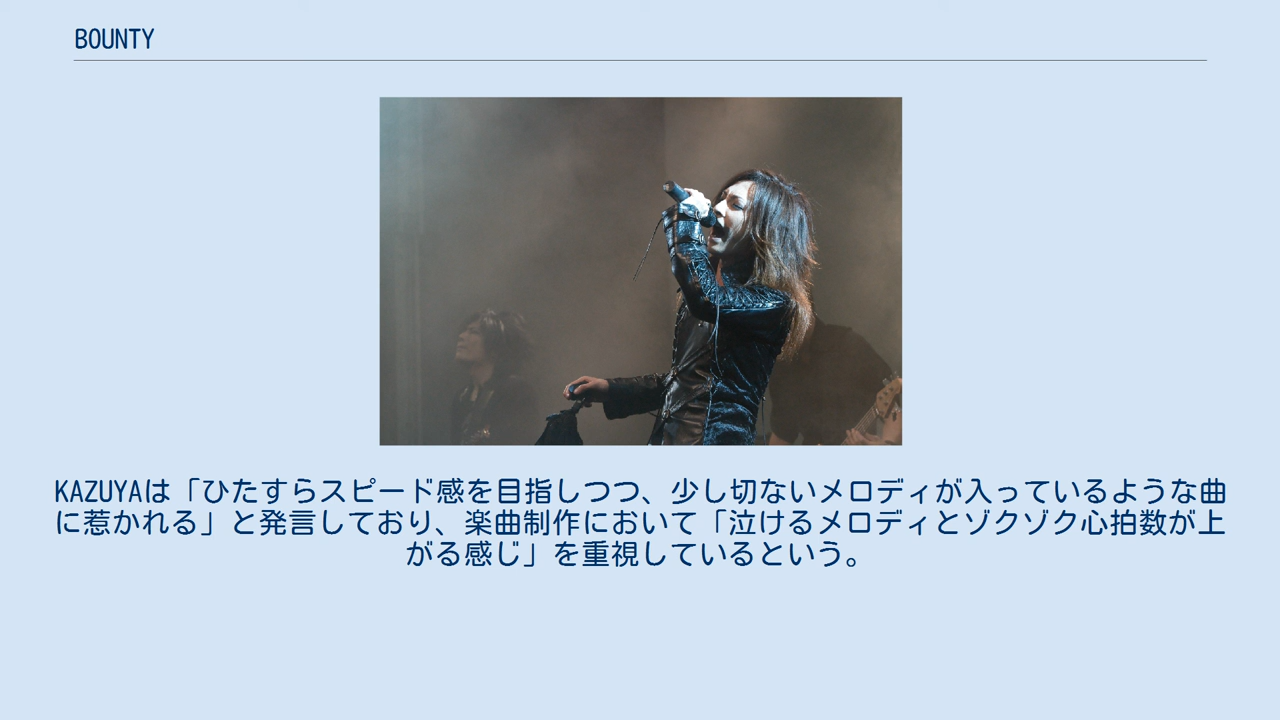 BOUNTY
KAZUYAは「ひたすらスピード感を目指しつつ、少し切ないメロディが入っているような曲
に惹かれる」と発言しており、楽曲制作において「泣けるメロディとゾクゾク心拍数が上
がる感じ」を重視しているという。